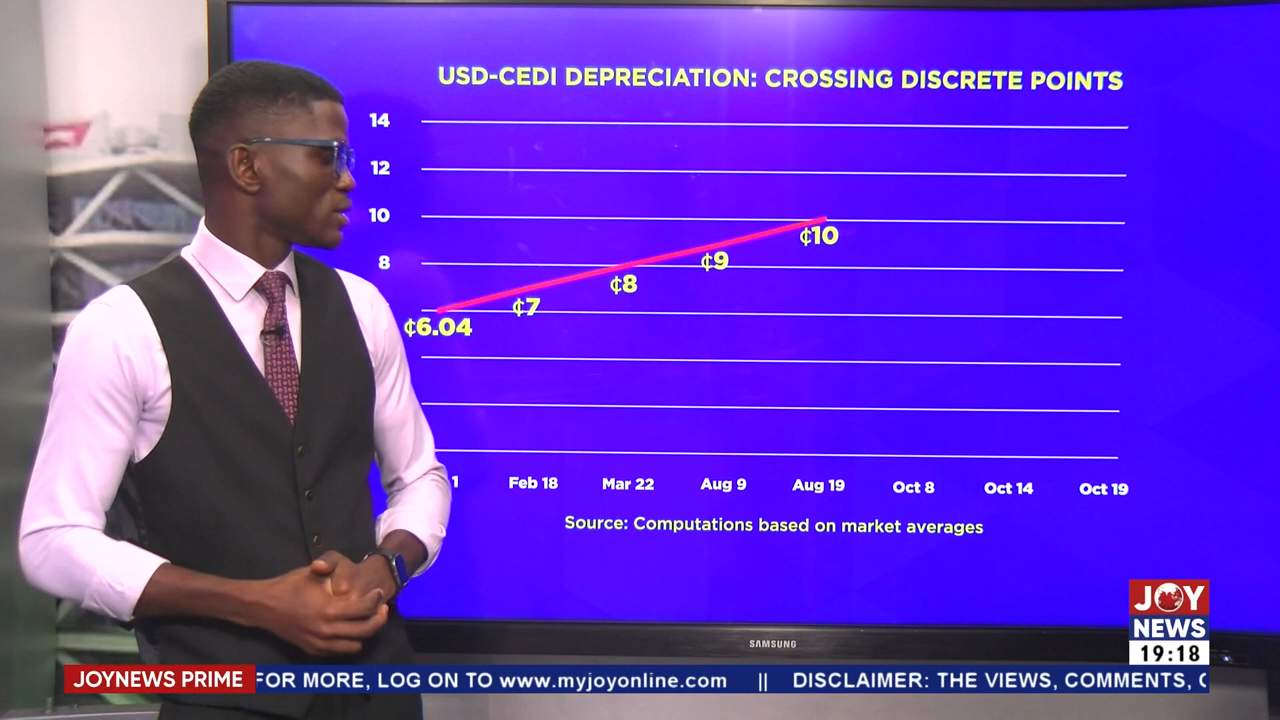 USD-CEDI DEPRECIATION: CROSSING DISCRETE POINTS
14
12
10
8
₵10
₵9
₵8
₵7
₵6.04
1 Feb 18 Mar 22 Aug 9 Aug 19 Oct 8 Oct 14 Oct 19
Source: Computations based on market averages
SAMSUNG
JOY
NEWS
19:18
JOYNEWS PRIME
FOR MORE, LOG ON TO www.myjoyonline.com || DISCLAIMER: THE VIEWS, COMMENTS,